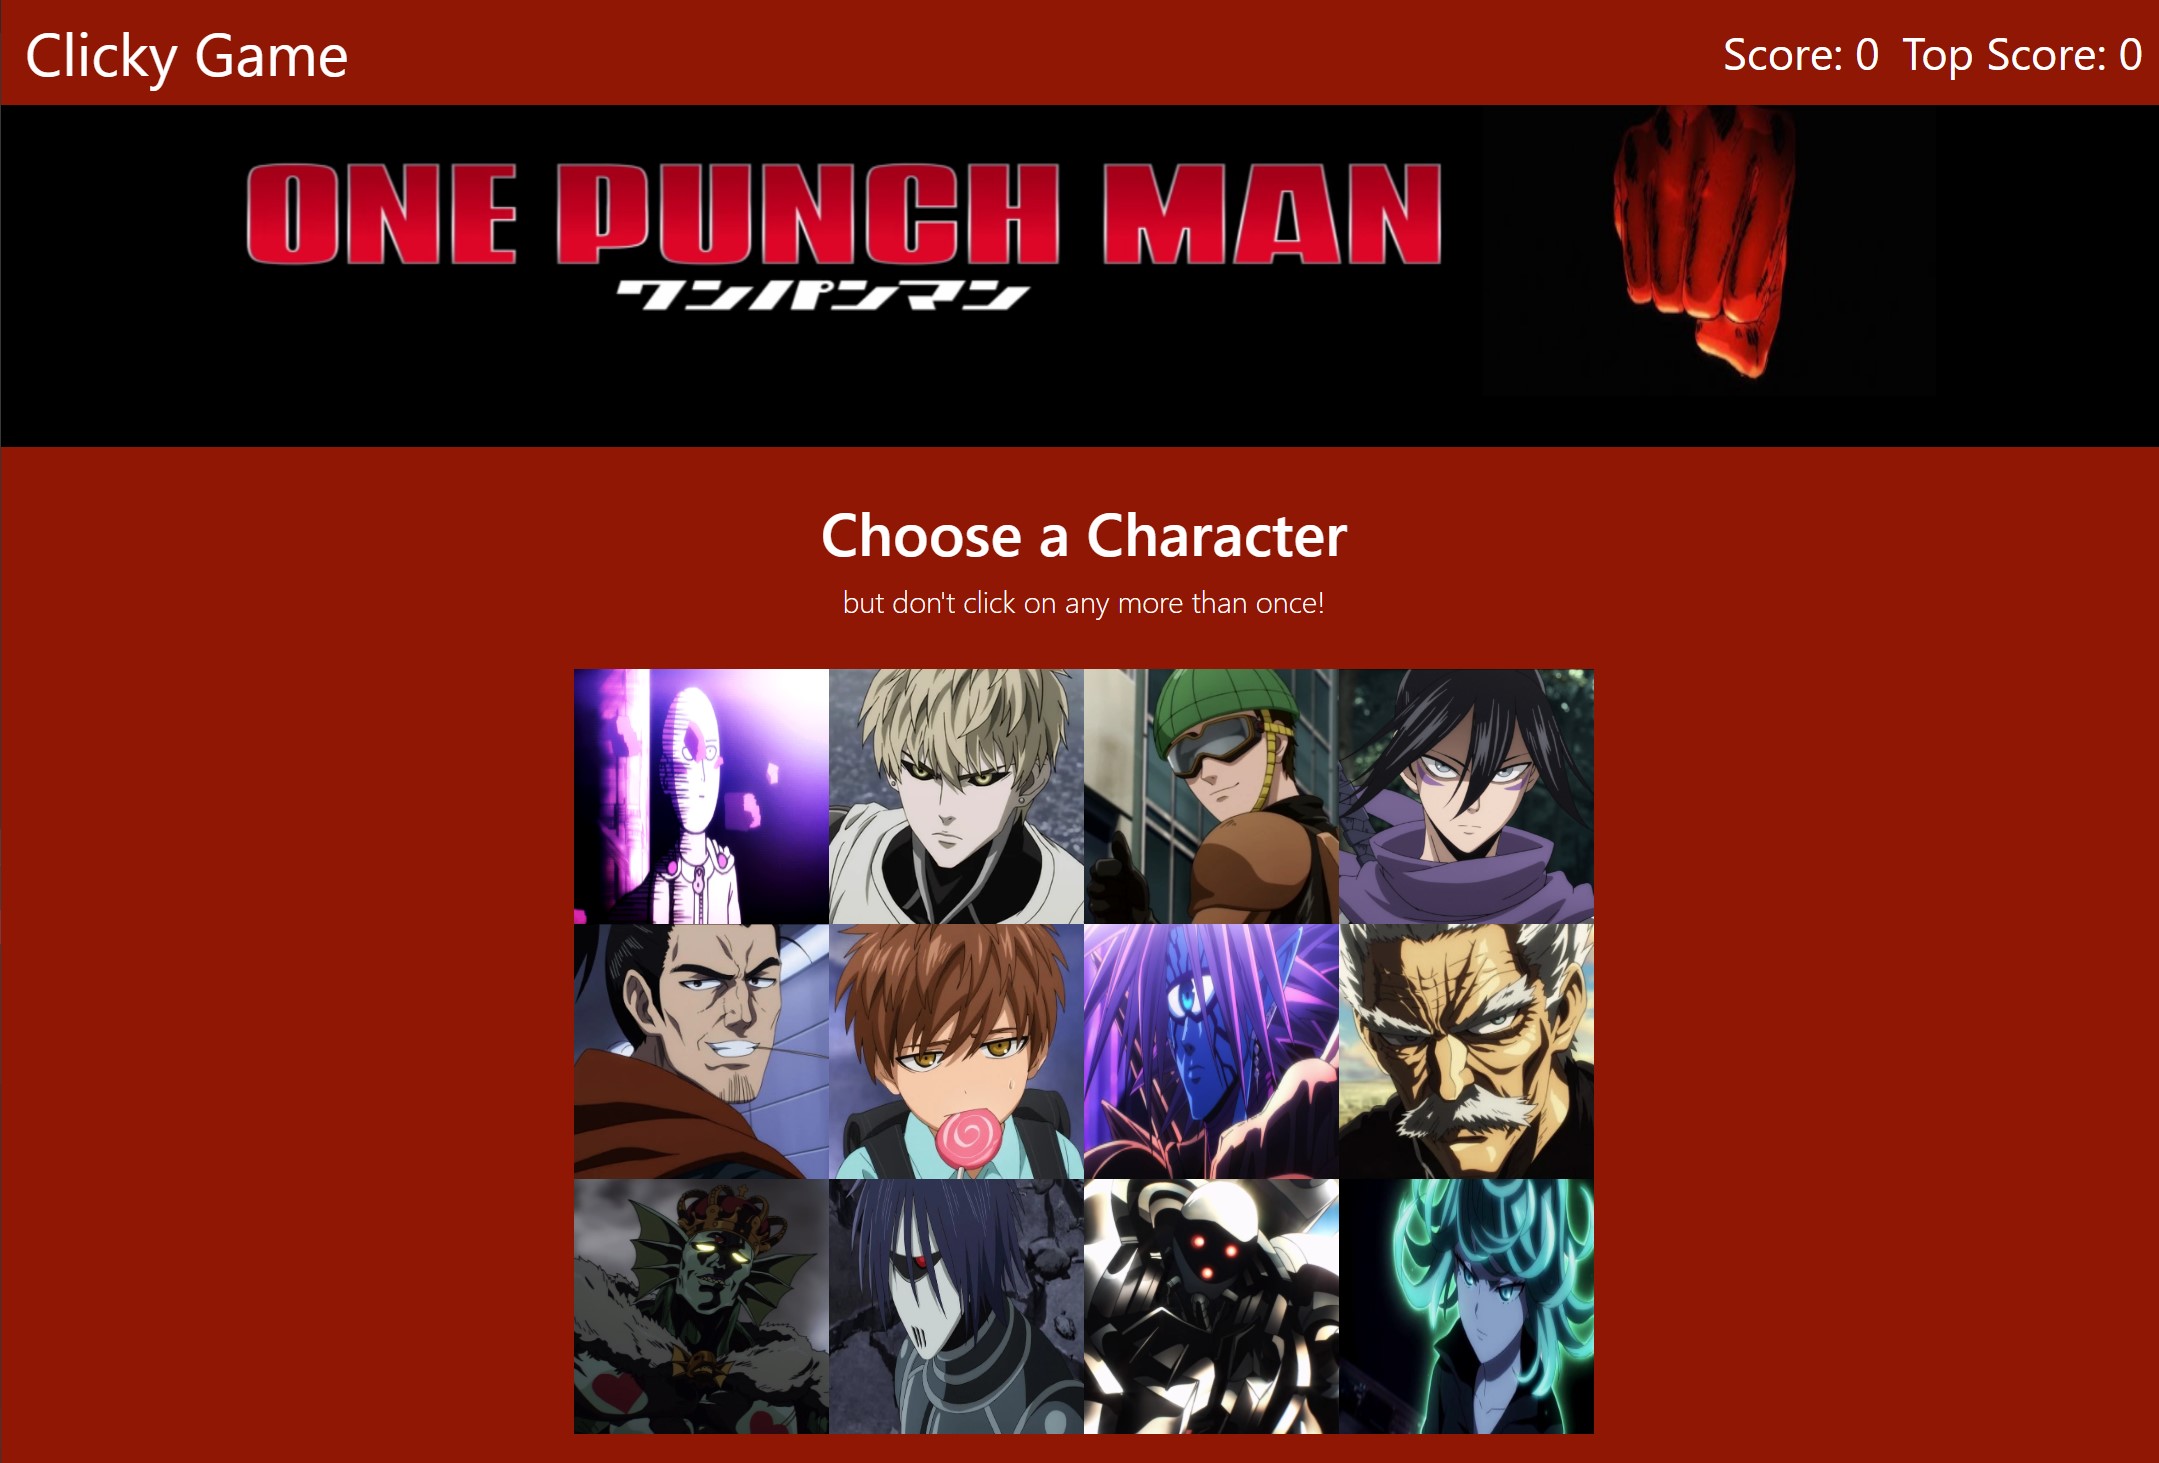 Clicky Game
Score: 0 Top Score: 0
ONE PUNCH MAN
ワンパンマン
Choose a Character
but don't click on any more than once!